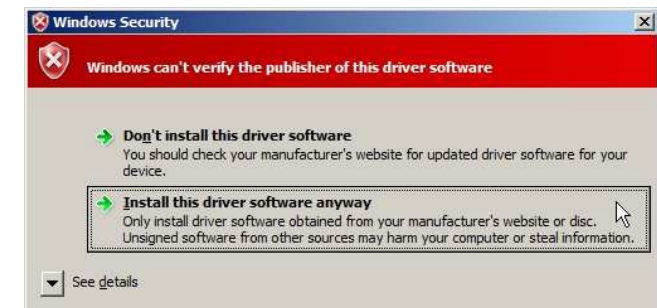 Windows Security
Windows can't verify the publisher of this driver software
Don't install this driver software
You should check your manufacturer's website for updated driver software for your
device.
Install this driver software anyway
Only install driver software obtained from your manufacturer's website or disc.
Unsigned software from other sources may harm your computer or steal information.
See details